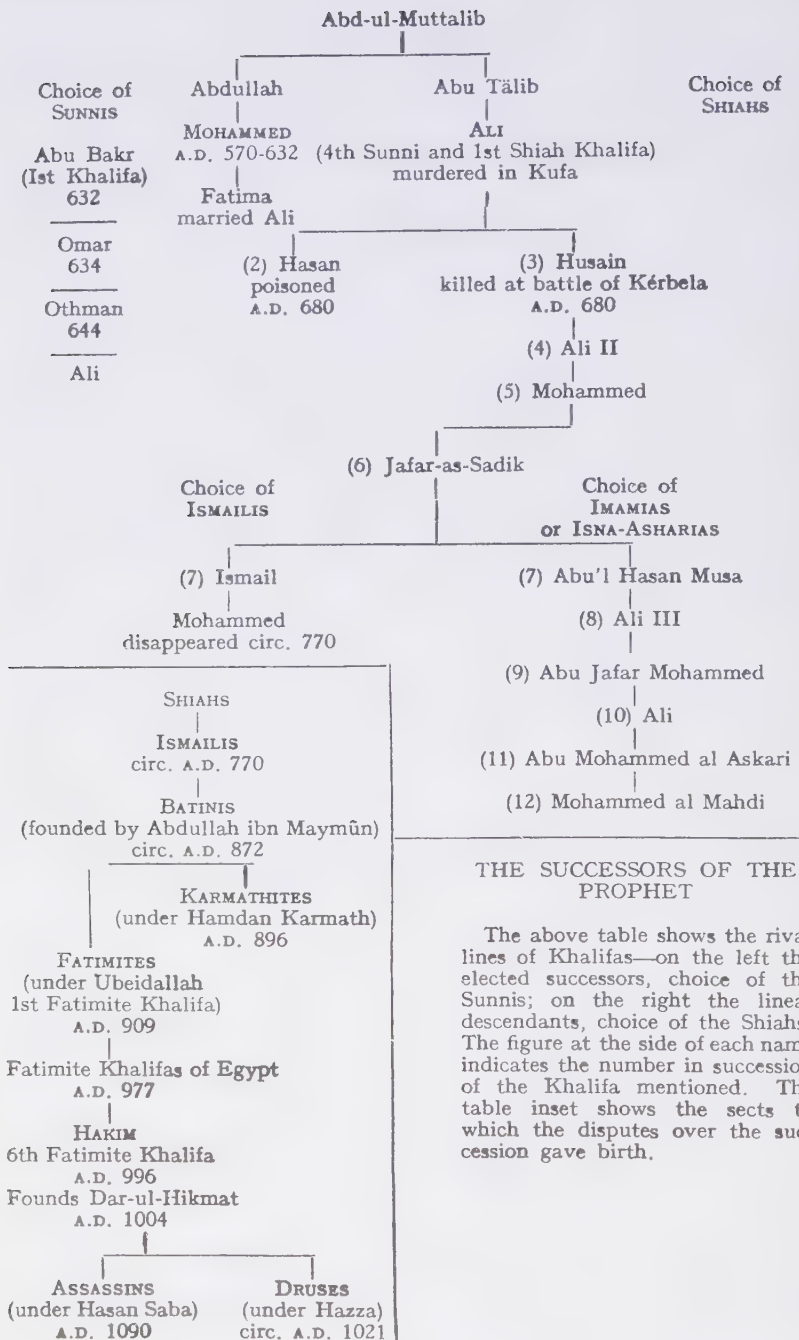 Abd-ul-Muttalib
Choice of
SUNNIS
Abu Bakr
(Ist Khalifa)
632
Omar
634
Othman
644
Ali
Abdullah
MOHAMMED
A.D. 570-632
Fatima
married Ali
Abu Tālib
ALI
(4th Sunni and 1st Shiah Khalifa)
murdered in Kufa
Choice of
SHIAHS
(2) Hasan
poisoned
A.D. 680
(3) Husain
killed at battle of Kérbela
A.D. 680
(4) Ali II
(5) Mohammed
(6) Jafar-as-Sadik
Choice of
ISMAILIS
(7) Ismail
Mohammed
disappeared circ. 770
Choice of
IMAMIAS
or ISNA-ASHARIAS
(7) Abu'l Hasan Musa
(8) Ali III
(9) Abu Jafar Mohammed
(10) Ali
(11) Abu Mohammed al Askari
(12) Mohammed al Mahdi
SHIAHS
ISMAILIS
circ. A.D. 770
BATINIS
(founded by Abdullah ibn Maymûn)
circ. A.D. 872
KARMATHITES
(under Hamdan Karmath)
A.D. 896
FATIMITES
(under Ubeidallah
1st Fatimite Khalifa)
A.D. 909
Fatimite Khalifas of Egypt
A.D. 977
HAKIM
6th Fatimite Khalifa
A.D. 996
Founds Dar-ul-Hikmat
A.D. 1004
ASSASSINS
(under Hasan Saba)
A.D. 1090
DRUSES
(under Hazza)
circ. A.D. 1021
THE SUCCESSORS OF THE
PROPHET
The above table shows the riva
lines of Khalifas—on the left th
elected successors, choice of th
Sunnis; on the right the linea
descendants, choice of the Shiahs
The figure at the side of each nam
indicates the number in successio
of the Khalifa mentioned. Th
table inset shows the sects t
which the disputes over the suc
cession gave birth.